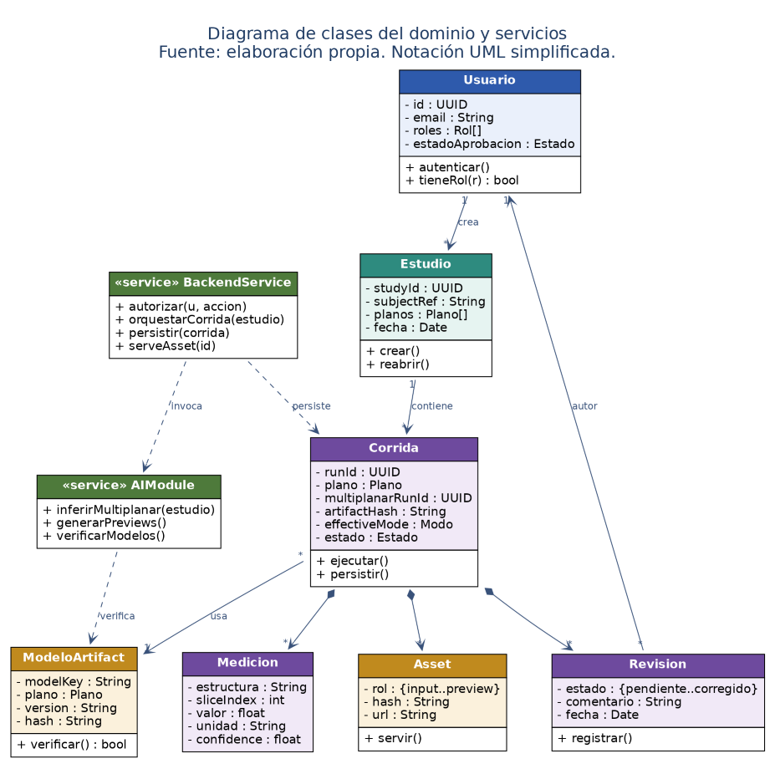 Diagrama de clases del dominio y servicios
Fuente: elaboración propia. Notación UML simplificada.
Usuario
- id : UUID
- email : String
- roles : Rol[]
- estadoAprobacion : Estado
+ autenticar()
+ tieneRol(r) : bool
1
1
crea
*
Estudio
- studyId : UUID
- subjectRef : String
- planos : Plano[]
- fecha : Date
+ crear()
+ reabrir()
«service» BackendService
+ autorizar(u, accion)
+ orquestarCorrida(estudio)
+ persistir(corrida)
+ serveAsset(id)
1
invoca
persiste
contiene
autor
*
Corrida
- runId : UUID
- plano : Plano
- multiplanarRunId : UUID
- artifactHash : String
- effectiveMode : Modo
- estado : Estado
+ ejecutar()
+ persistir()
«service» AIModule
+ inferirMultiplanar(estudio)
+ generarPreviews()
+ verificarModelos()
*
verifica
usa
1
*
*
*
ModeloArtifact
- modelKey : String
- plano : Plano
- version : String
- hash : String
+ verificar() : bool
Medicion
- estructura : String
- sliceIndex : int
- valor : float
- unidad : String
- confidence : float
Asset
- rol : {input..preview}
- hash : String
- url : String
+ servir()
Revision
- estado : {pendiente..corregido}
- comentario : String
- fecha : Date
+ registrar()